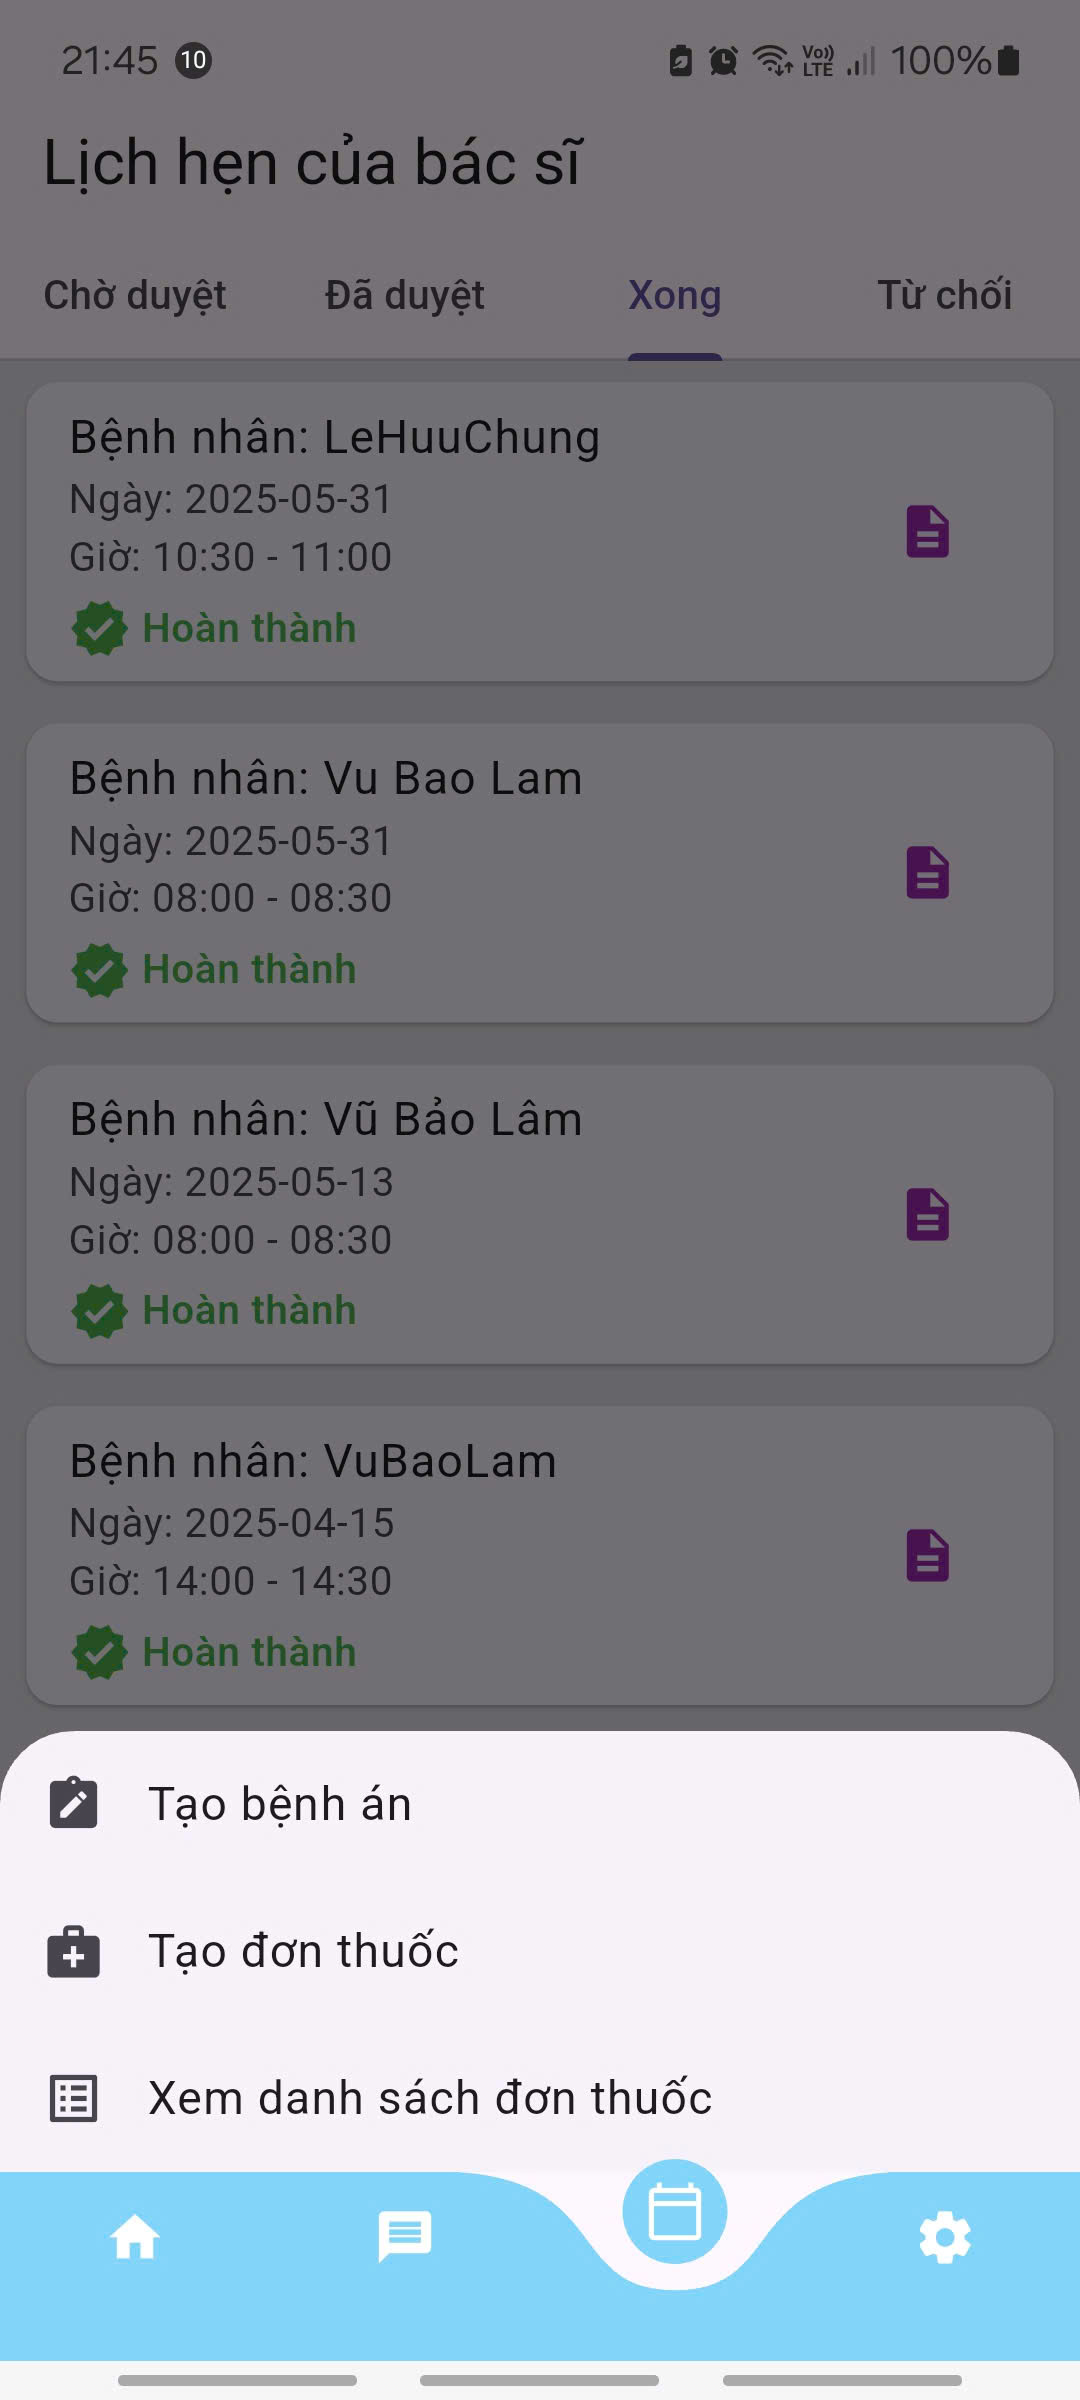 21:45 10 Vo)) LTE 100%
Lịch hẹn của bác sĩ
Chờ duyệt Đã duyệt Xong Từ chối
Bệnh nhân: LeHuuChung
Ngày: 2025-05-31
Giờ: 10:30 - 11:00
Hoàn thành
Bệnh nhân: Vu Bao Lam
Ngày: 2025-05-31
Giờ: 08:00 - 08:30
Hoàn thành
Bệnh nhân: Vũ Bảo Lâm
Ngày: 2025-05-13
Giờ: 08:00 - 08:30
Hoàn thành
Bệnh nhân: VuBaoLam
Ngày: 2025-04-15
Giờ: 14:00 - 14:30
Hoàn thành
Tạo bệnh án
Tạo đơn thuốc
Xem danh sách đơn thuốc